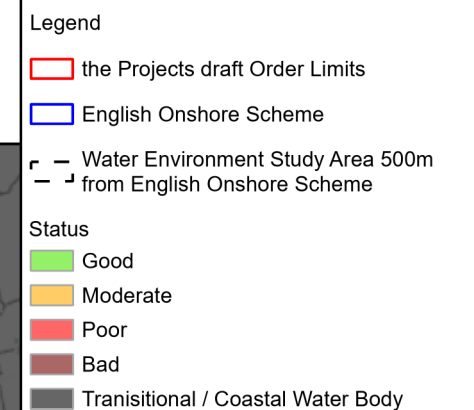 Legend
the Projects draft Order Limits
English Onshore Scheme
Water Environment Study Area 500m
from English Onshore Scheme
Status
Good
Moderate
Poor
Bad
Tranisitional / Coastal Water Body